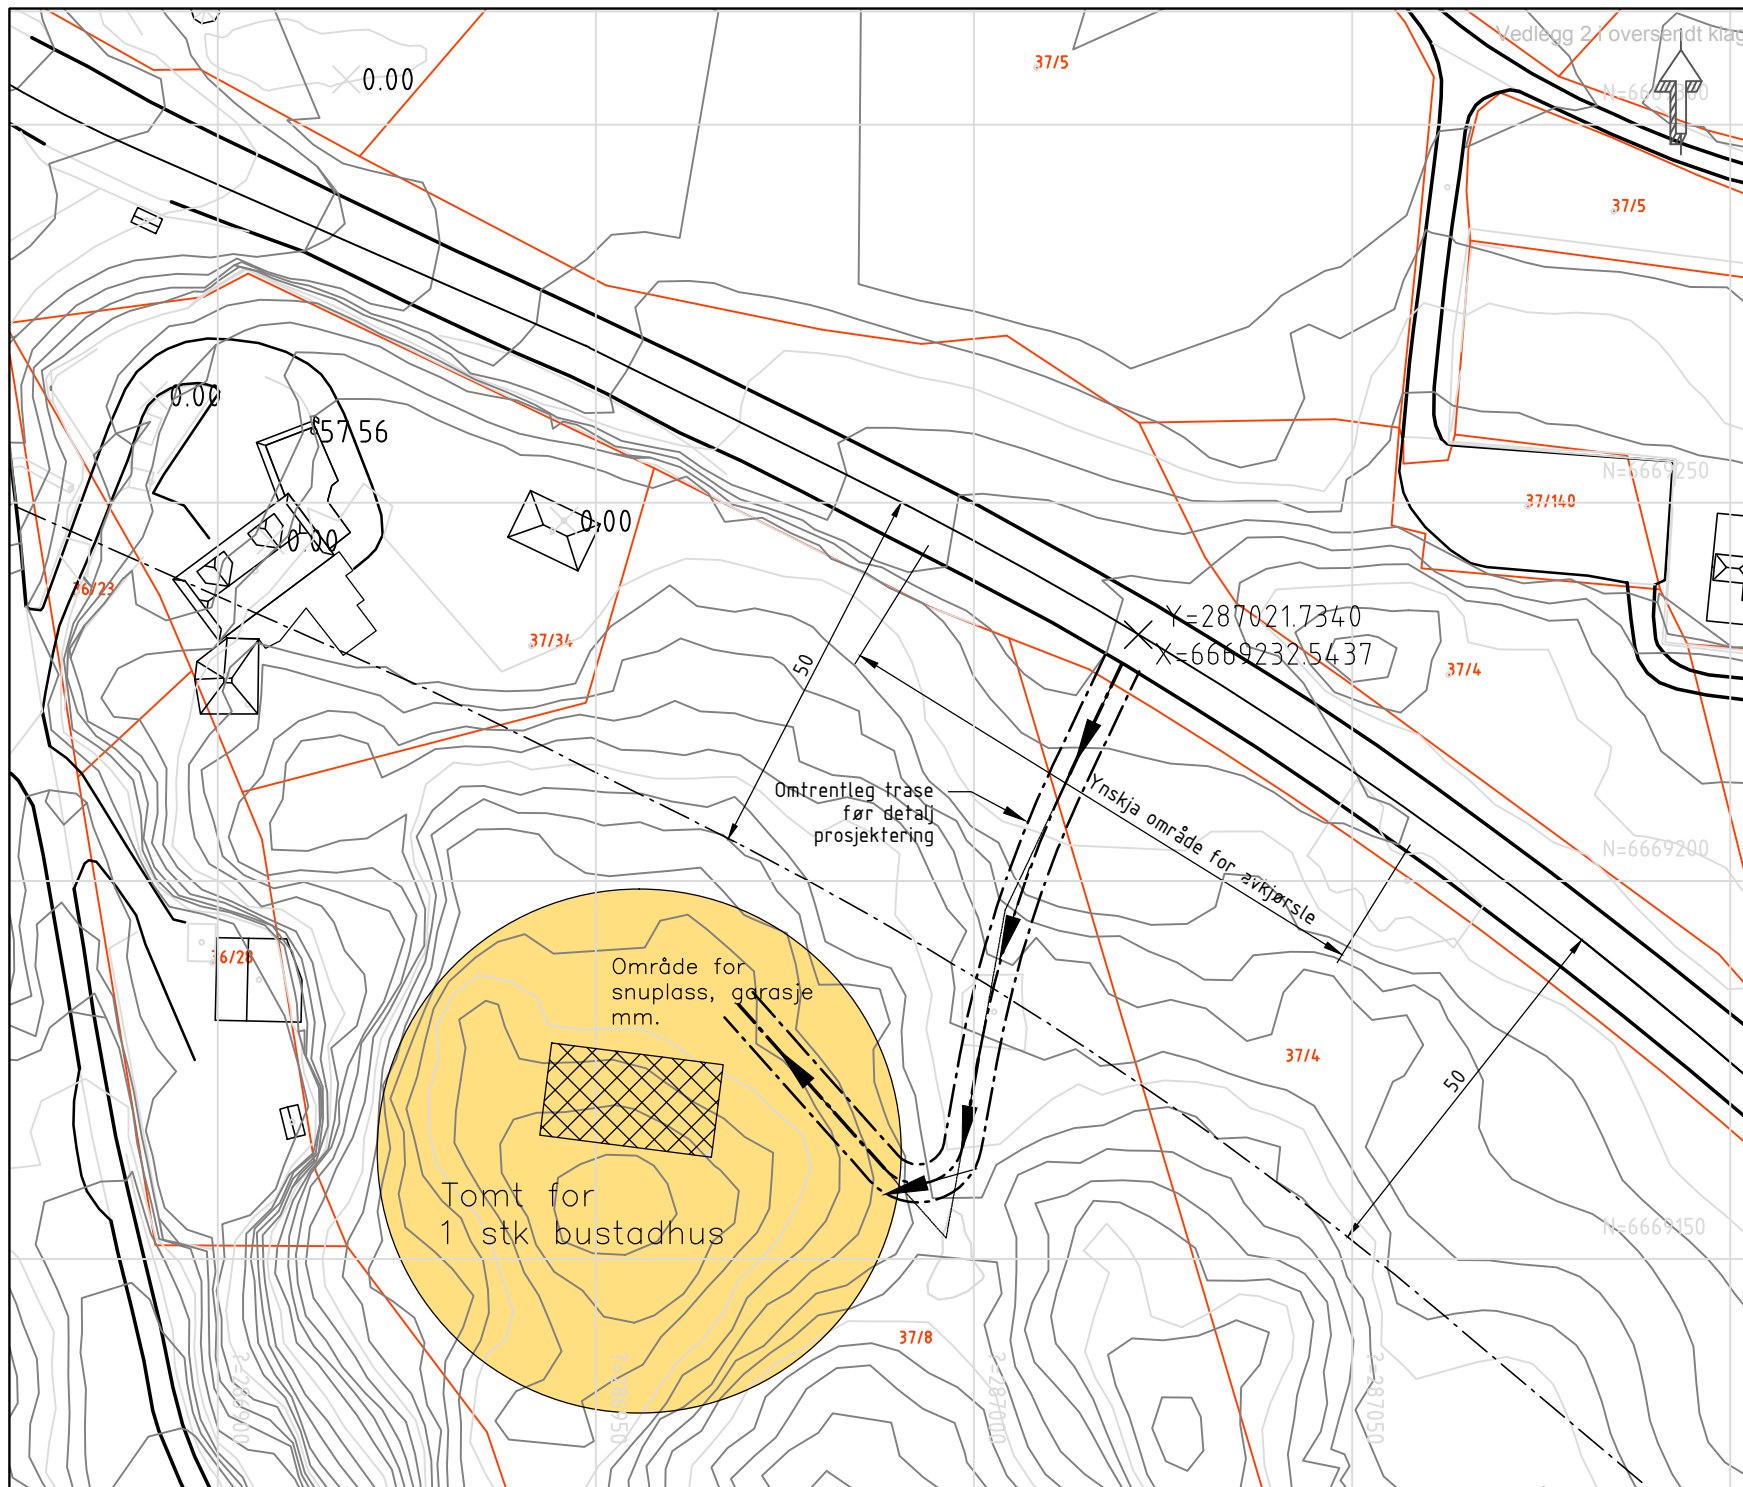 Vedlegg 2 i oversendt klag
0.00
37/5
37/5
0.00
57.56
N=6669250
37/140
0.00
0.00
36/23
37/34
Y=287021.7340
X=6669232.5437
37/4
50
Omtrentleg trase
før detalj
prosjektering
Ynskja område for avkjørsle
N=6669200
36/28
Område for
snuplass, garasje
mm.
37/4
50
Tomt for
1 stk bustadhus
N=6669150
37/8